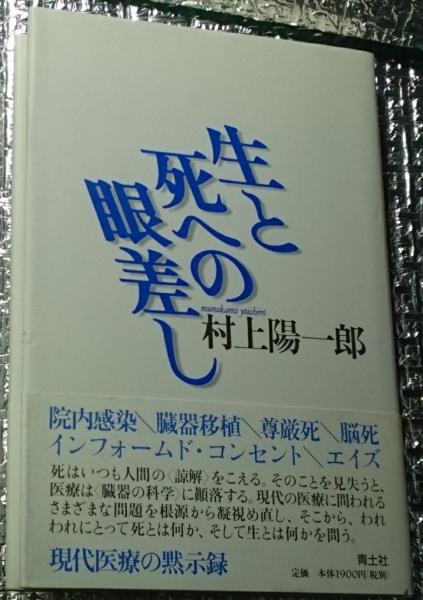 生と
死への
眼差し
murakami yōichirō
村上陽一郎
院内感染＼臓器移植＼尊厳死＼脳死
インフォームド・コンセント＼エイズ
死はいつも人間の〈諒解〉をこえる。そのことを見失うと、
医療は〈臓器の科学〉に顚落する。現代の医療に問われる
さまざまな問題を根源から凝視め直し、そこから、われ
われにとって死とは何か、そして生とは何かを問う。
現代医療の黙示録
青土社
定価 本体1900円（税別）